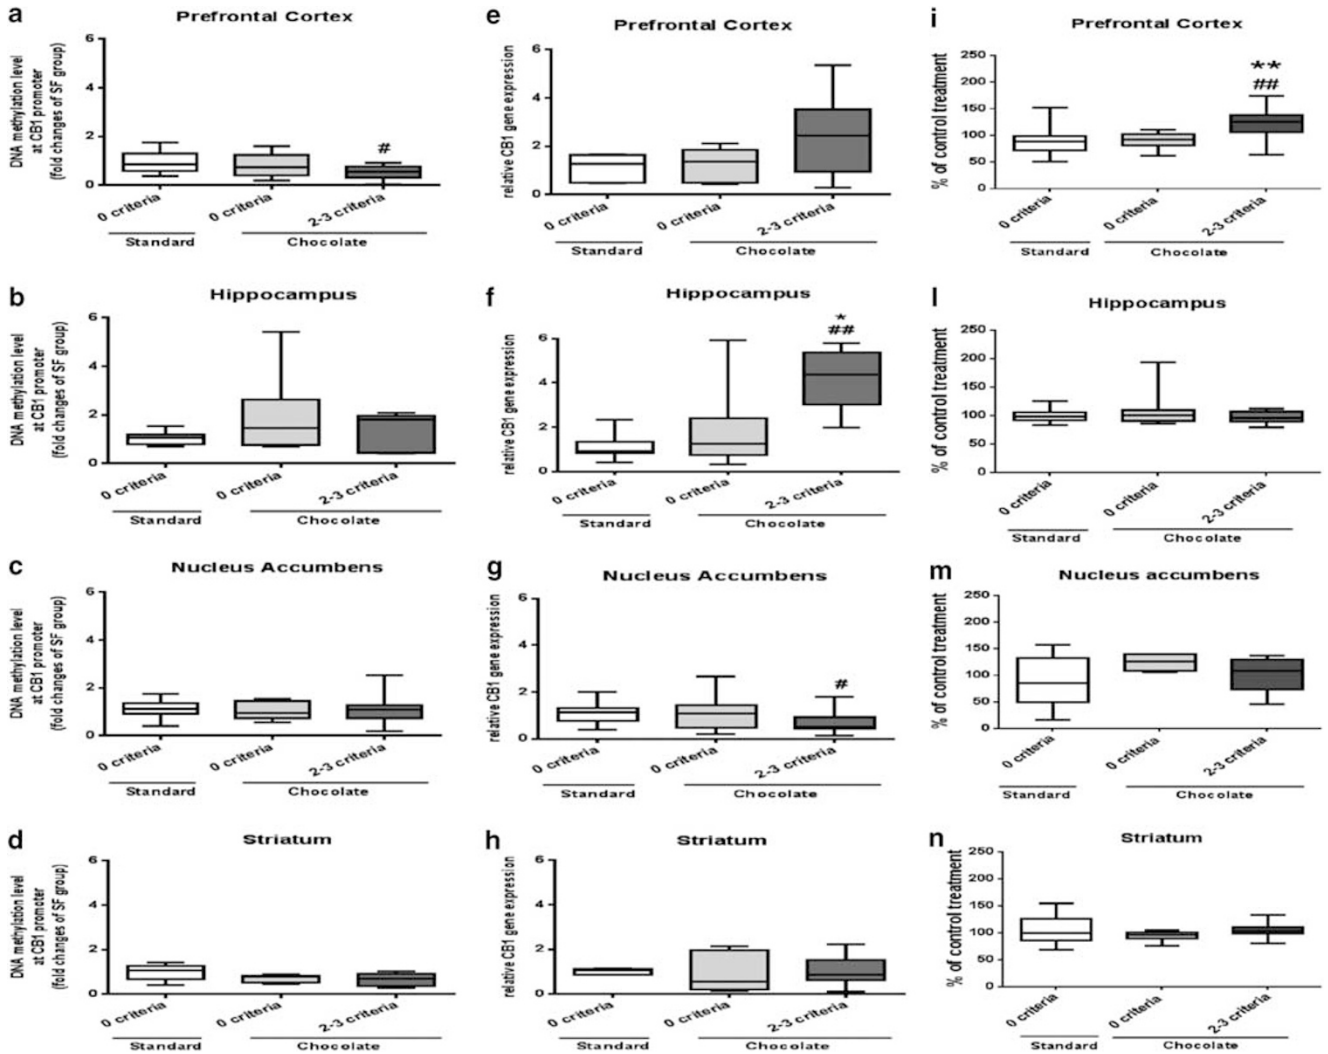 a
Prefrontal Cortex
DNA methylation level
at CB1 promoter
(fold changes of SF group)
6
4
2
0
#
0 criteria
0 criteria
2-3 criteria
Standard
Chocolate
e
Prefrontal Cortex
relative CB1 gene expression
6
4
2
0
0 criteria
0 criteria
2-3 criteria
Standard
Chocolate
i
Prefrontal Cortex
% of control treatment
250
200
150
100
50
0
**
##
0 criteria
0 criteria
2-3 criteria
Standard
Chocolate
b
Hippocampus
DNA methylation level
at CB1 promoter
(fold changes of SF group)
6
4
2
0
0 criteria
0 criteria
2-3 criteria
Standard
Chocolate
f
Hippocampus
relative CB1 gene expression
6
4
2
0
*
##
0 criteria
0 criteria
2-3 criteria
Standard
Chocolate
l
Hippocampus
% of control treatment
250
200
150
100
50
0
0 criteria
0 criteria
2-3 criteria
Standard
Chocolate
c
Nucleus Accumbens
DNA methylation level
at CB1 promoter
(fold changes of SF group)
6
4
2
0
0 criteria
0 criteria
2-3 criteria
Standard
Chocolate
g
Nucleus Accumbens
relative CB1 gene expression
6
4
2
0
#
0 criteria
0 criteria
2-3 criteria
Standard
Chocolate
m
Nucleus accumbens
% of control treatment
250
200
150
100
50
0
0 criteria
0 criteria
2-3 criteria
Standard
Chocolate
d
Striatum
DNA methylation level
at CB1 promoter
(fold changes of SF group)
6
4
2
0
0 criteria
0 criteria
2-3 criteria
Standard
Chocolate
h
Striatum
relative CB1 gene expression
6
4
2
0
0 criteria
0 criteria
2-3 criteria
Standard
Chocolate
n
Striatum
% of control treatment
250
200
150
100
50
0
0 criteria
0 criteria
2-3 criteria
Standard
Chocolate